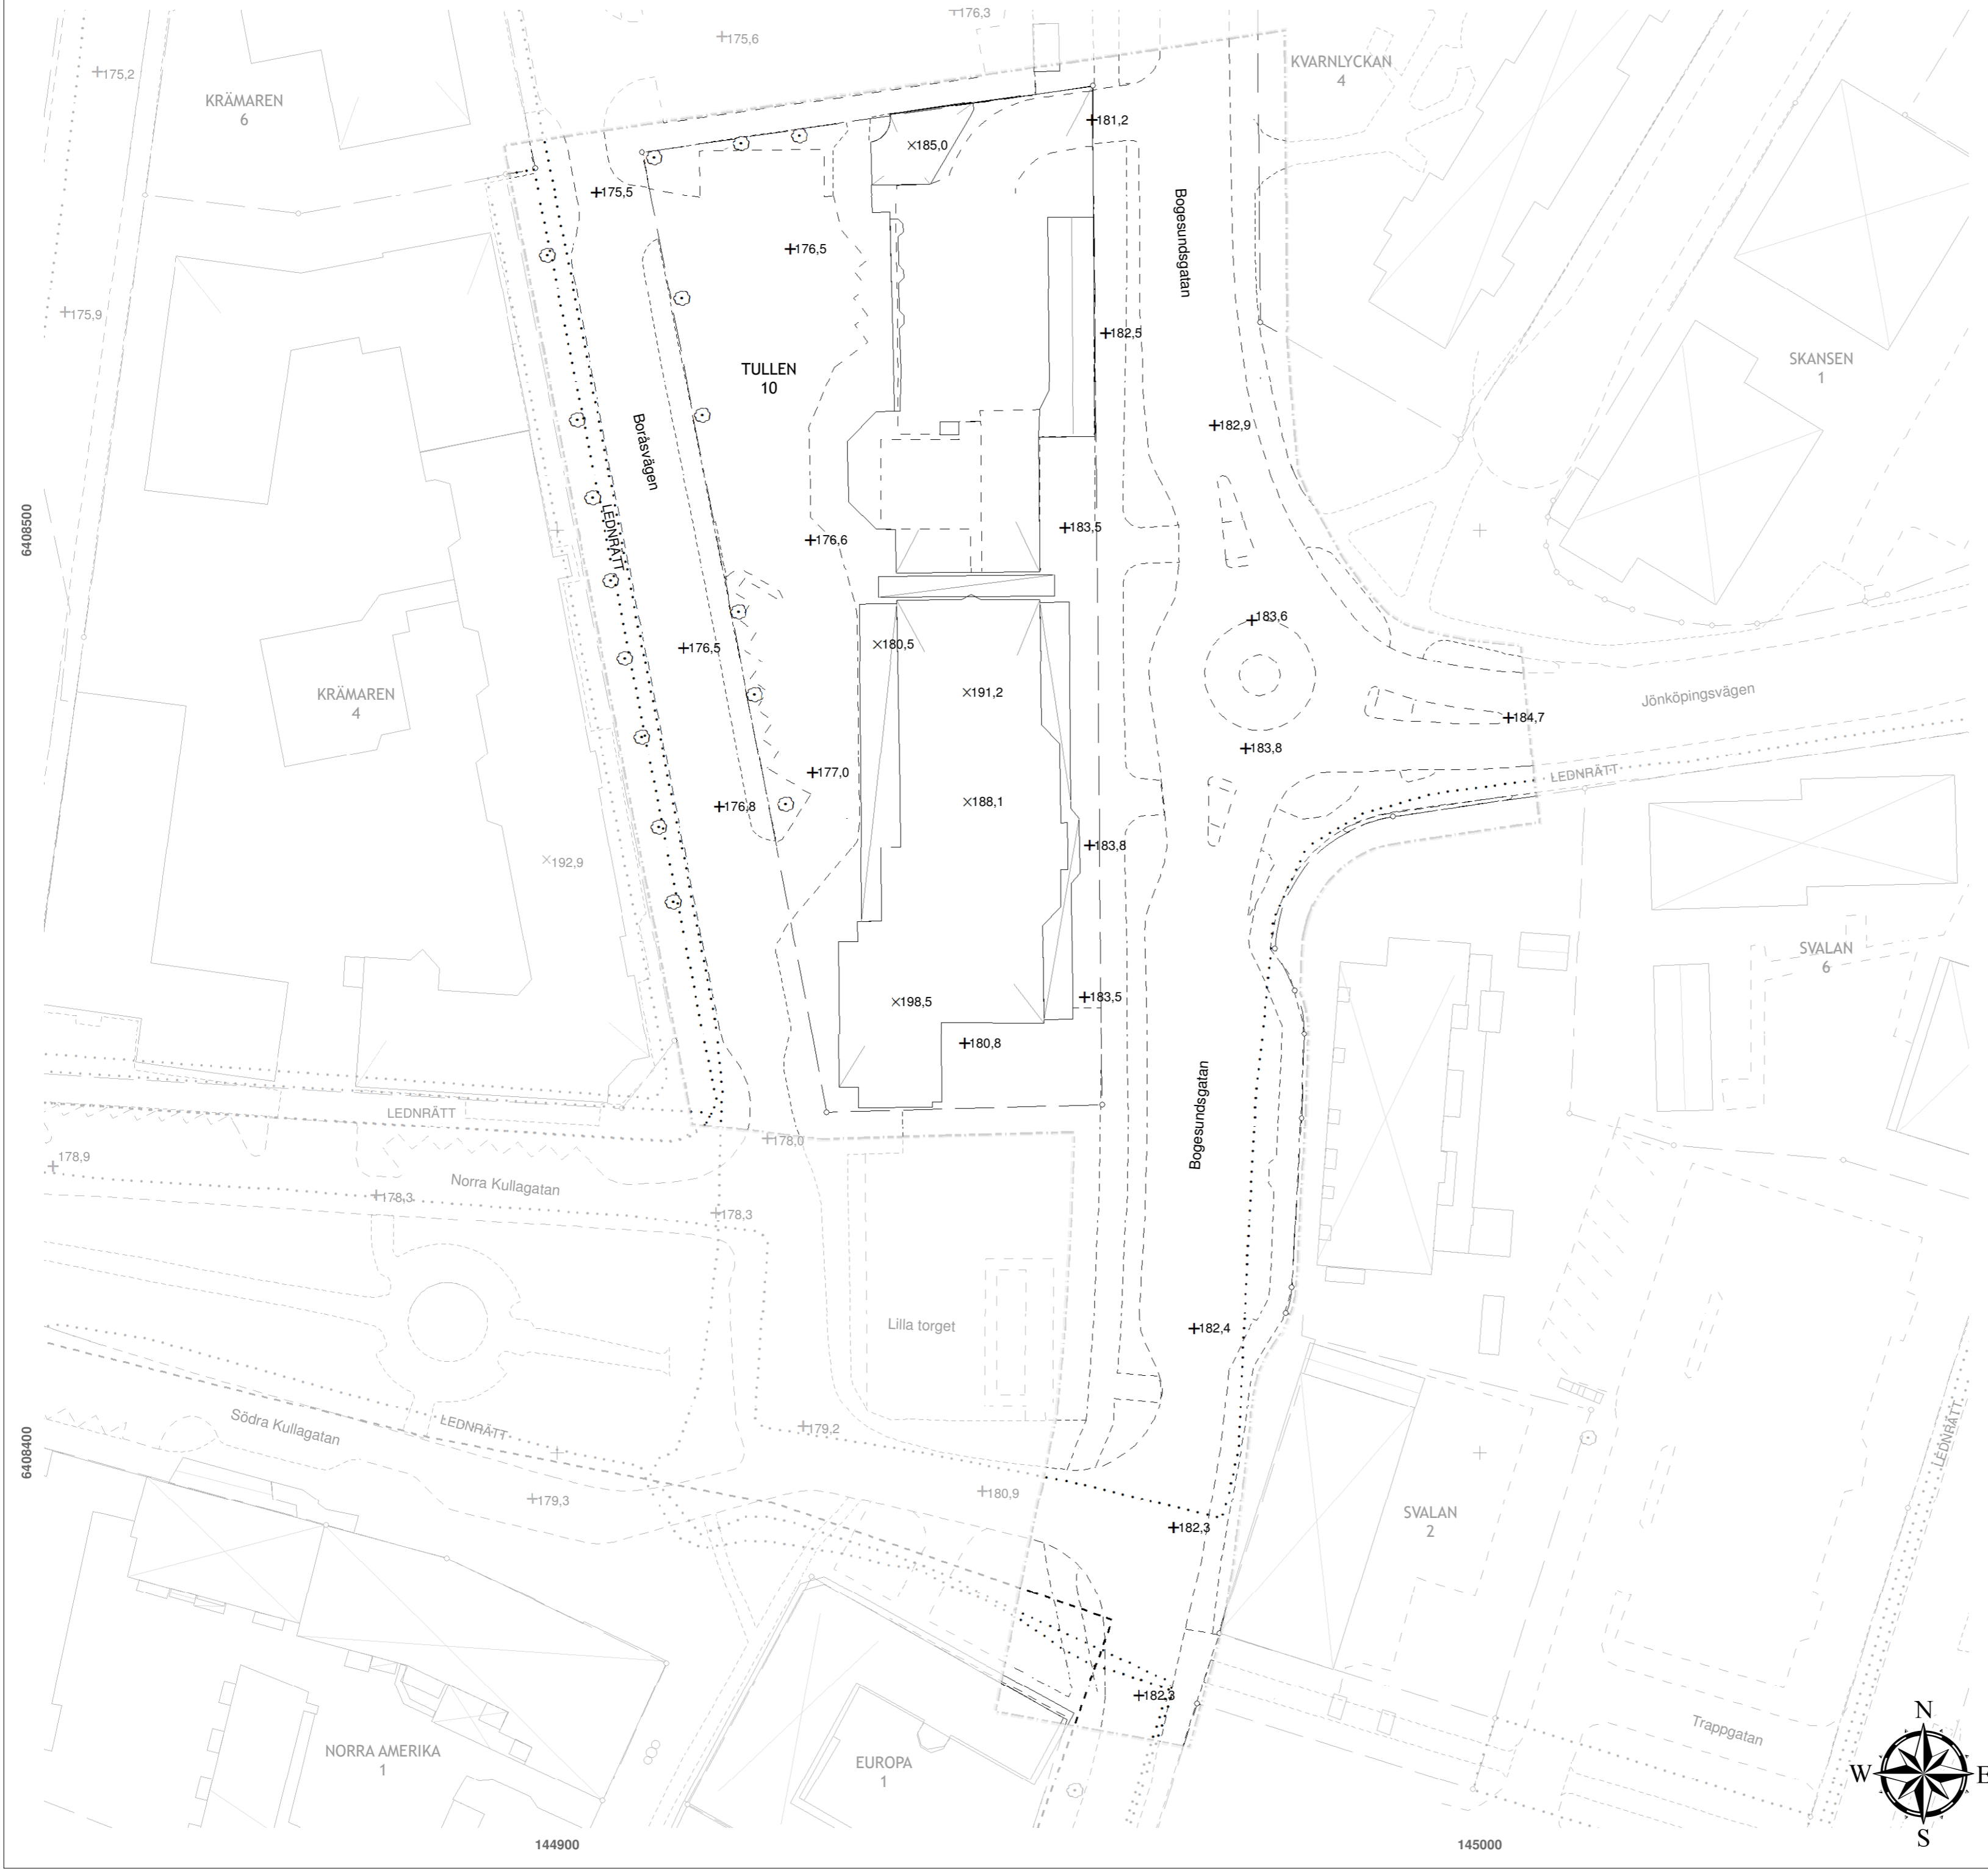 176,3
175,6
175,2
KVARNLYCKAN
4
KRÄMAREN
6
181,2
185,0
175,5
Bogesundsgatan
176,5
175,9
182,5
SKANSEN
1
TULLEN
10
182,9
Boråsvägen
6408500
LEDNRÄTT
183,5
176,6
183,6
180,5
176,5
KRÄMAREN
4
191,2
Jönköpingsvägen
184,7
183,8
177,0
LEDNRÄTT
176,8
188,1
183,8
192,9
SVALAN
6
198,5
183,5
180,8
Bogesundsgatan
LEDNRÄTT
178,0
178,9
Norra Kullagatan
178,3
178,3
Lilla torget
182,4
Södra Kullagatan
LEDNRÄTT
179,2
6408400
LEDNRÄTT
179,3
180,9
SVALAN
2
182,3
182,3
N
Trappgatan
NORRA AMERIKA
1
EUROPA
1
W
E
S
144900
145000